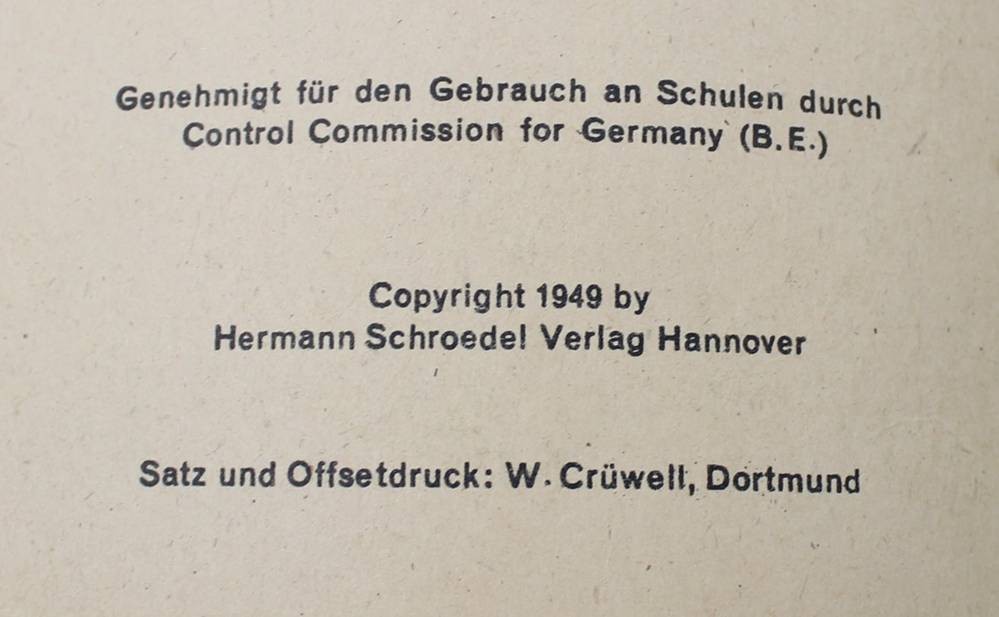 Genehmigt für den Gebrauch an Schulen durch
Control Commission for Germany (B.E.)
Copyright 1949 by
Hermann Schroedel Verlag Hannover
Satz und Offsetdruck: W. Crüwell, Dortmund